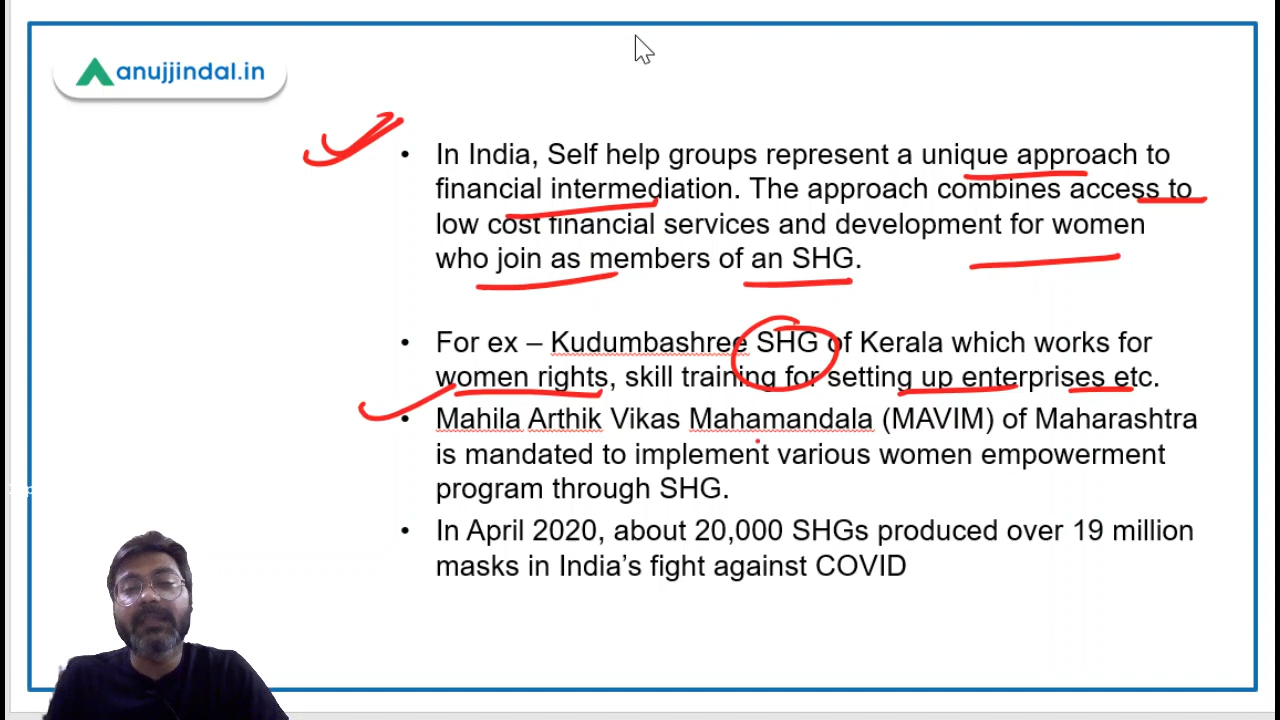 anujjindal.in
• In India, Self help groups represent a unique approach to
financial intermediation. The approach combines access to
low cost financial services and development for women
who join as members of an SHG.
• For ex – Kudumbashree SHG of Kerala which works for
women rights, skill training for setting up enterprises etc.
• Mahila Arthik Vikas Mahamandala (MAVIM) of Maharashtra
is mandated to implement various women empowerment
program through SHG.
• In April 2020, about 20,000 SHGs produced over 19 million
masks in India’s fight against COVID